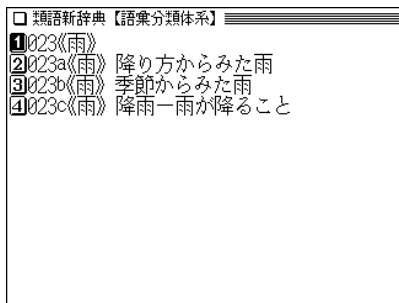 類語新辞典【語彙分類体系】
1 023《雨》
2 023a《雨》 降り方からみた雨
3 023b《雨》 季節からみた雨
4 023c《雨》 降雨－雨が降ること